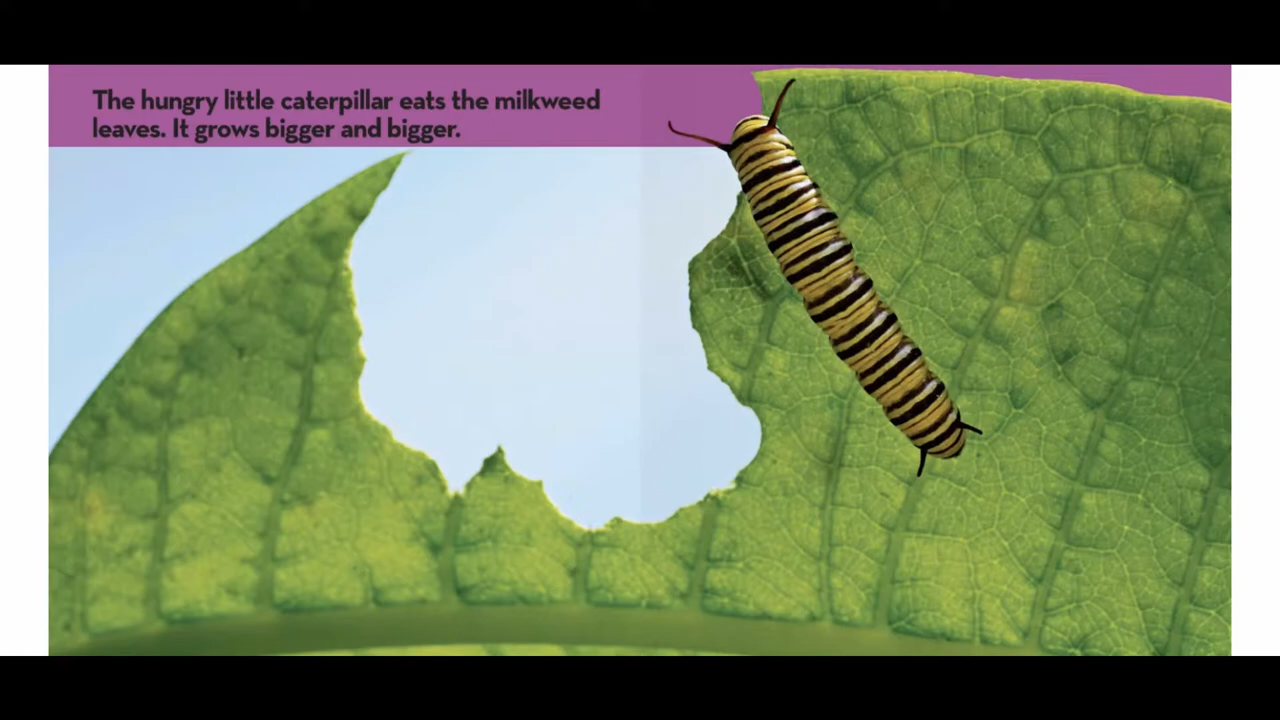 The hungry little caterpillar eats the milkweed
leaves. It grows bigger and bigger.